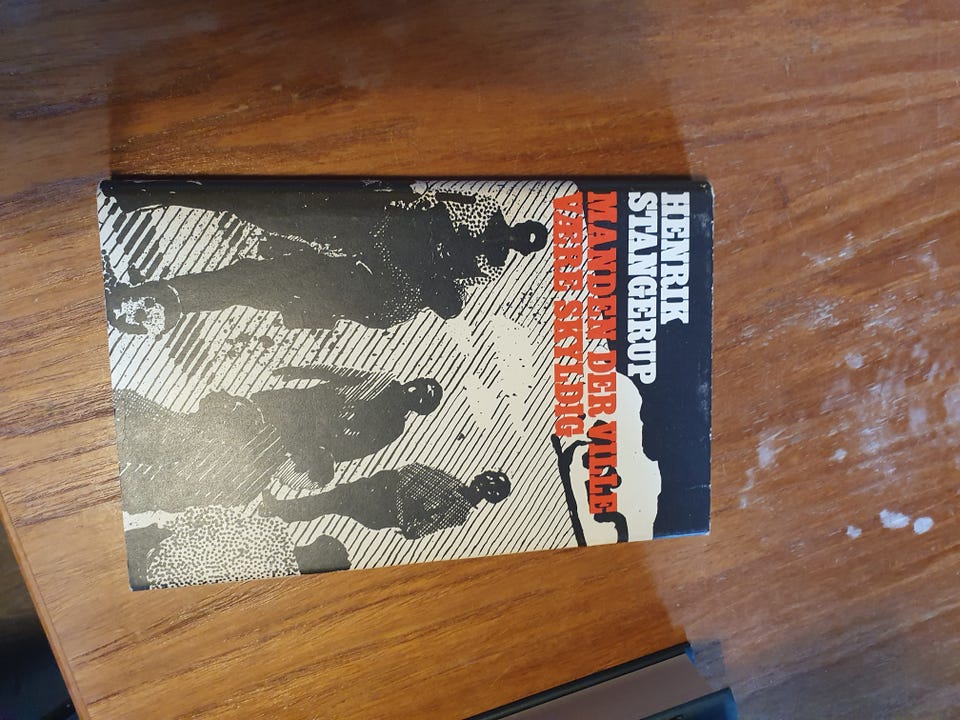 HENRIK
STANGERUP
MANDEN DER VILLE
VÆRE SKYLDIG